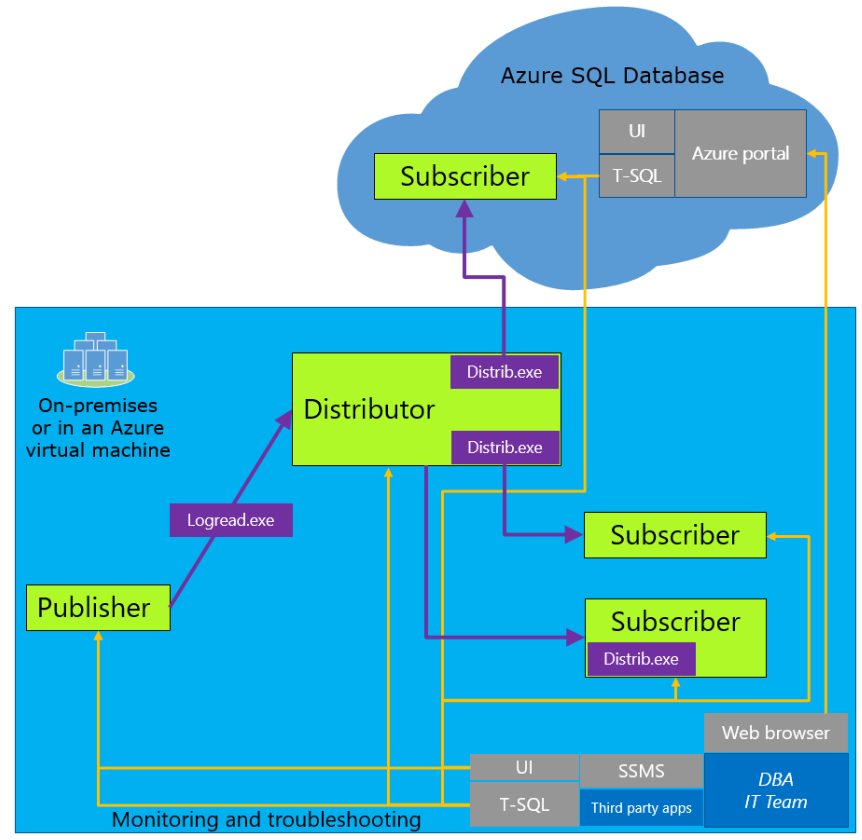 Azure SQL Database
UI
T-SQL
Azure portal
Subscriber
On-premises
or in an Azure
virtual machine
Distributor
Distrib.exe
Distrib.exe
Logread.exe
Publisher
Subscriber
Subscriber
Distrib.exe
Web browser
UI
SSMS
DBA
IT Team
T-SQL
Third party apps
Monitoring and troubleshooting